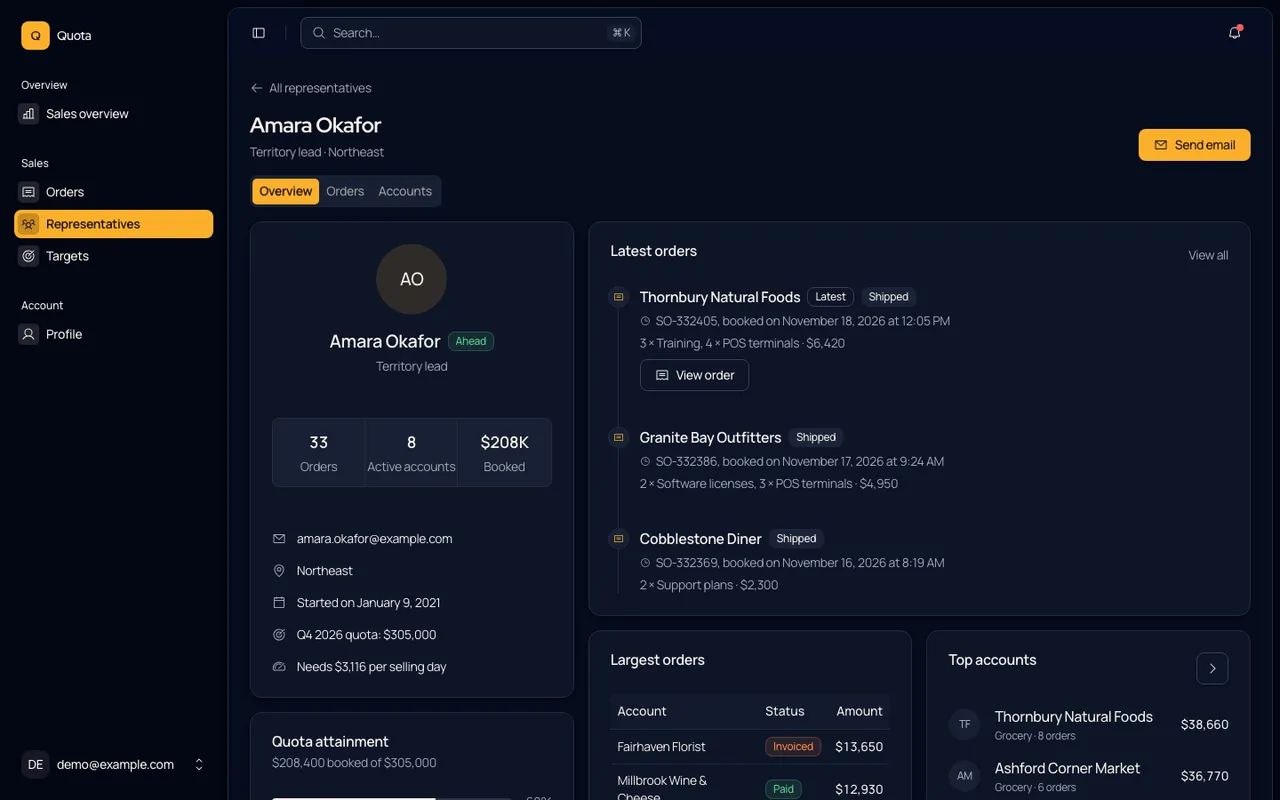 Q Quota
Overview
Sales overview
Sales
Orders
Representatives
Targets
Account
Profile
DE demo@example.com
Search... ⌘ K
All representatives
Amara Okafor
Territory lead · Northeast
Send email
Overview Orders Accounts
AO
Amara Okafor Ahead
Territory lead
33 8 $208K
Orders Active accounts Booked
amara.okafor@example.com
Northeast
Started on January 9, 2021
Q4 2026 quota: $305,000
Needs $3,116 per selling day
Quota attainment
$208,400 booked of $305,000
Latest orders
View all
Thornbury Natural Foods Latest Shipped
SO-332405, booked on November 18, 2026 at 12:05 PM
3 × Training, 4 × POS terminals · $6,420
View order
Granite Bay Outfitters Shipped
SO-332386, booked on November 17, 2026 at 9:24 AM
2 × Software licenses, 3 × POS terminals · $4,950
Cobblestone Diner Shipped
SO-332369, booked on November 16, 2026 at 8:19 AM
2 × Support plans · $2,300
Largest orders
Account Status Amount
Fairhaven Florist Invoiced $13,650
Millbrook Wine &
Cheese Paid $12,930
Top accounts
TF Thornbury Natural Foods $38,660
Grocery · 8 orders
AM Ashford Corner Market $36,770
Grocery · 6 orders